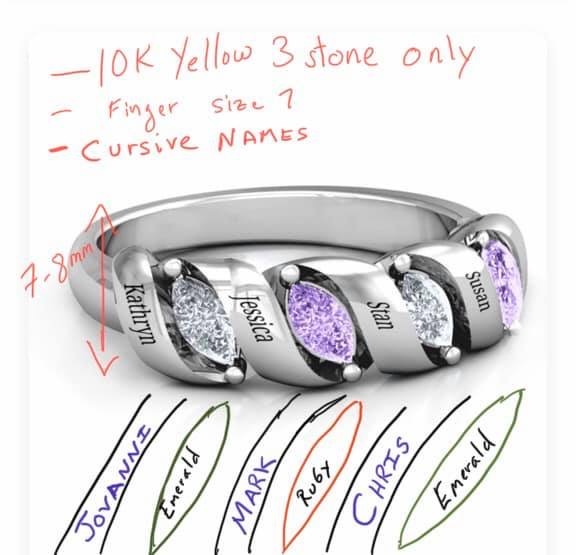 - 10K Yellow 3 stone only
- Finger size 7
- Cursive NAMES
7-8mm
Kathryn
Jessica
Stan
Susan
JOVANNI
Emerald
MARK
Ruby
CHRIS
Emerald